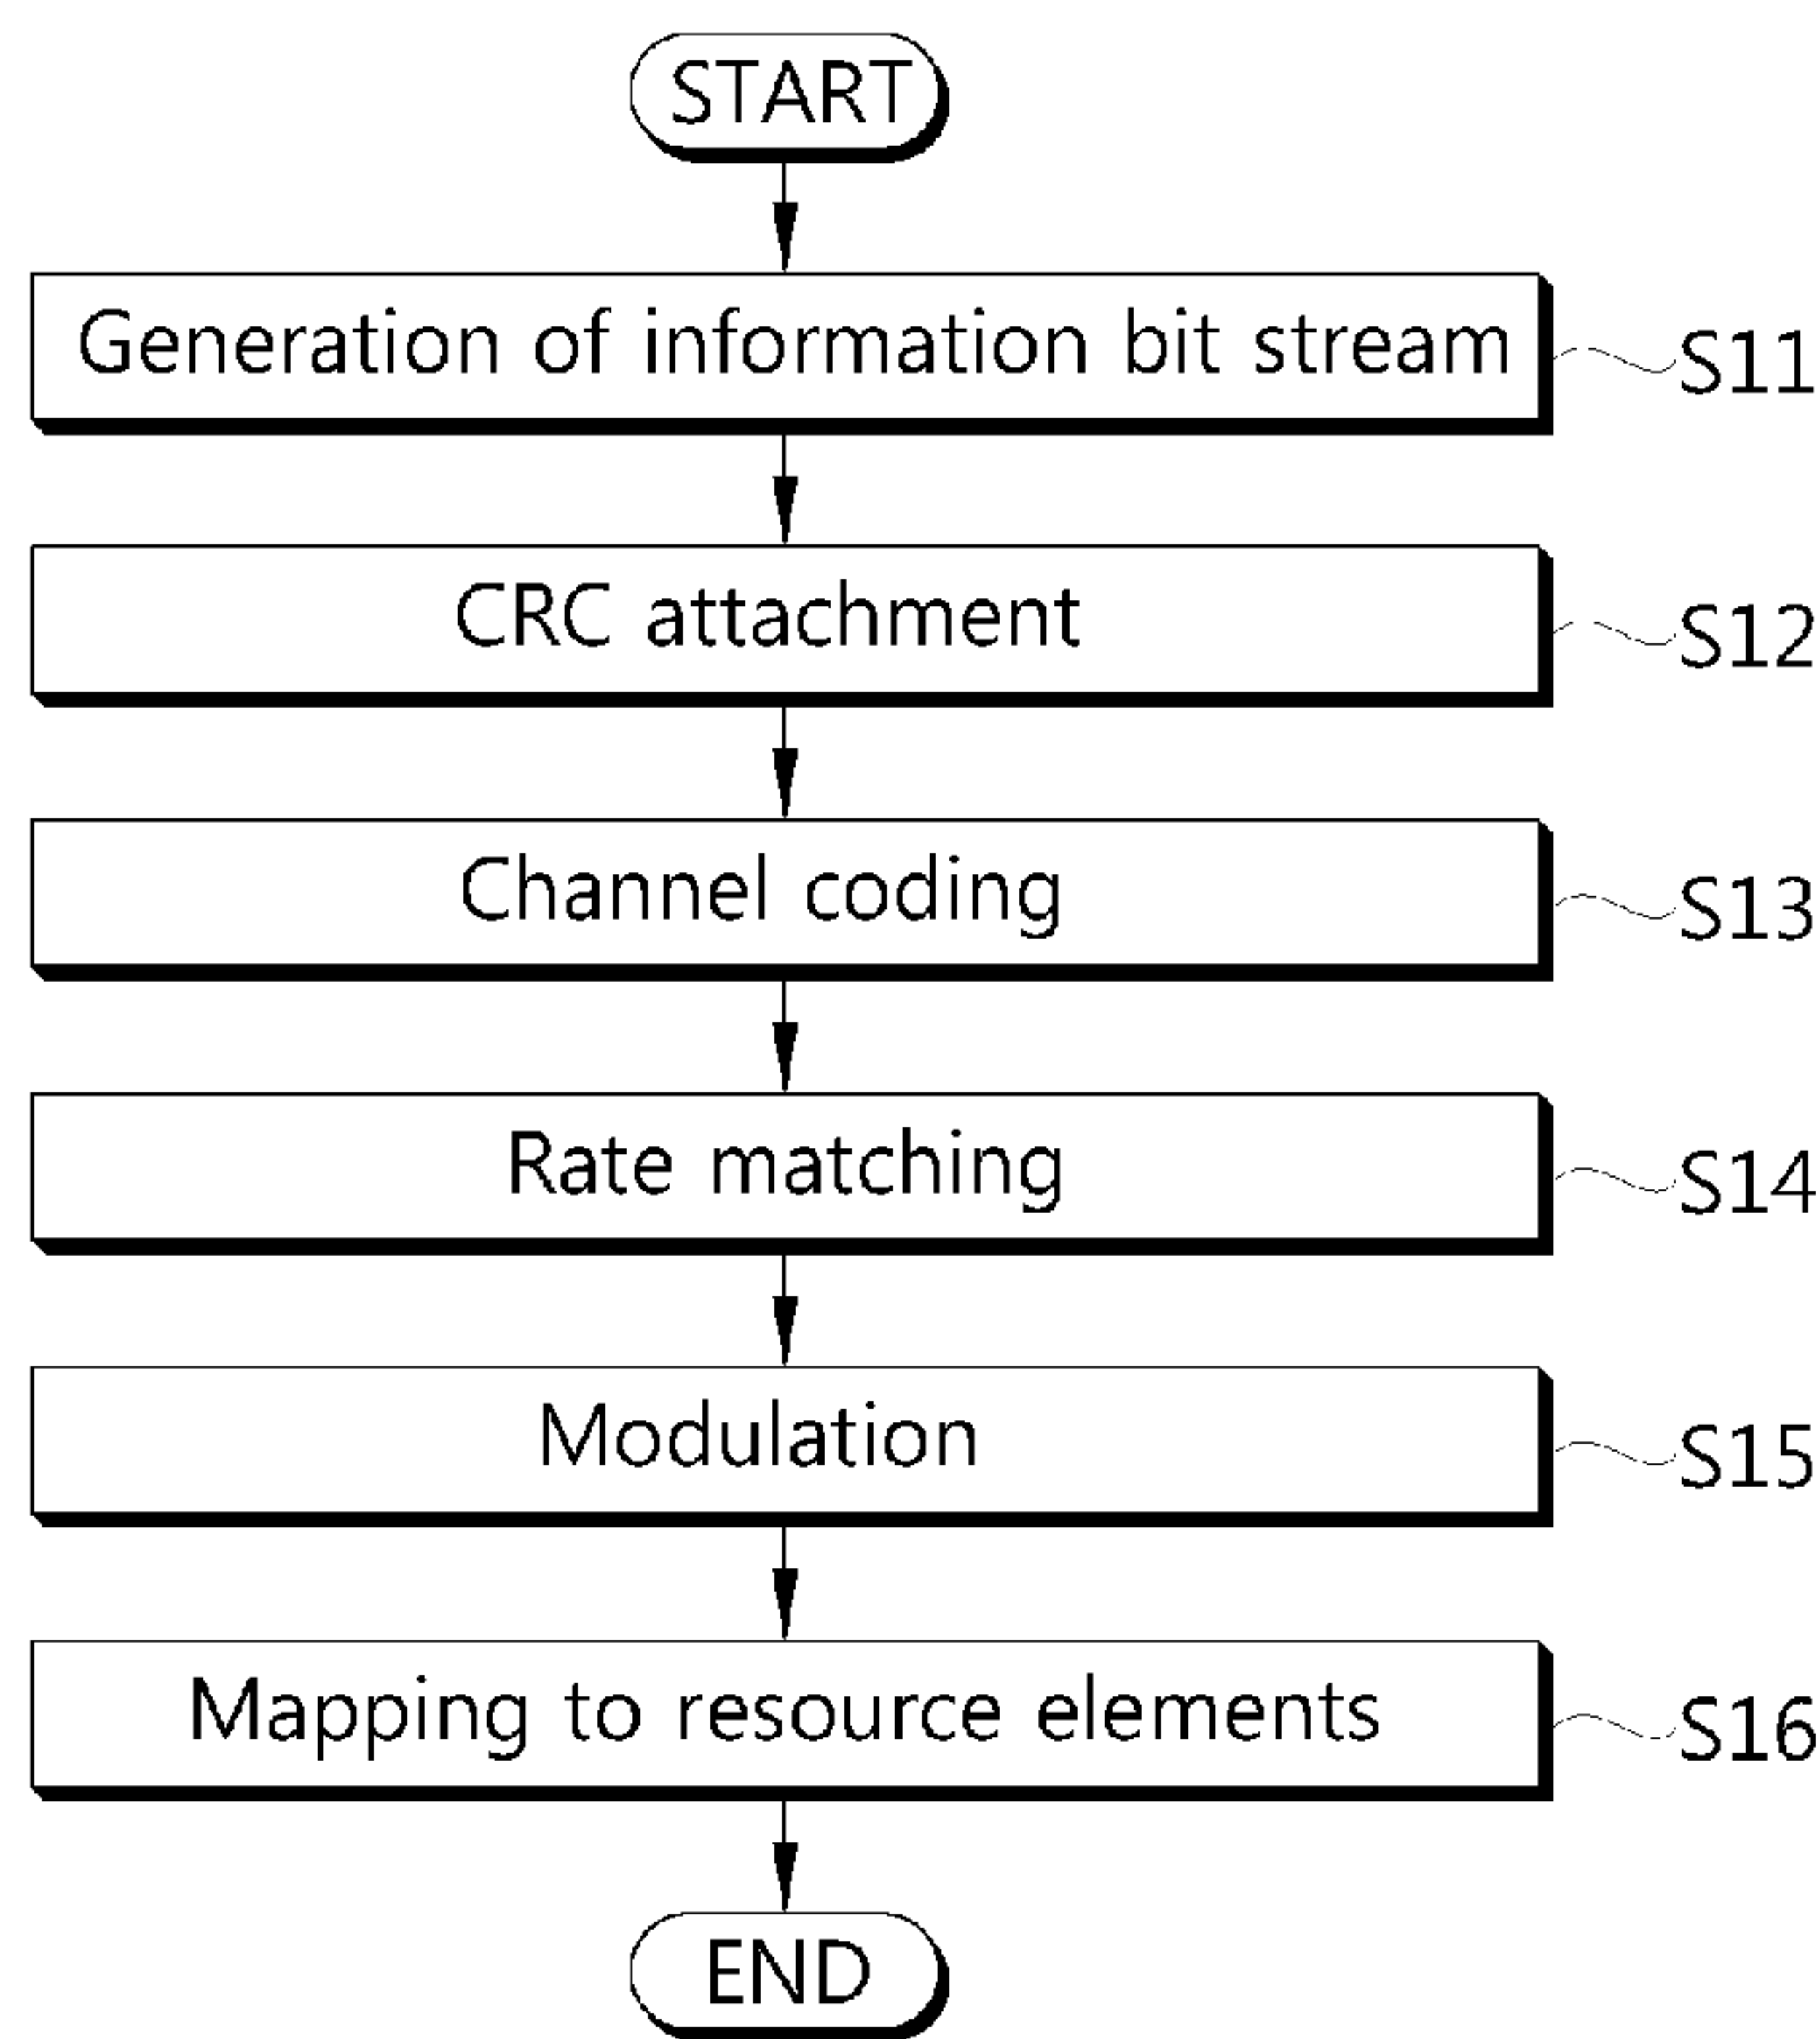 START
Generation of information bit stream
S11
CRC attachment
S12
Channel coding
S13
Rate matching
S14
Modulation
S15
Mapping to resource elements
S16
END